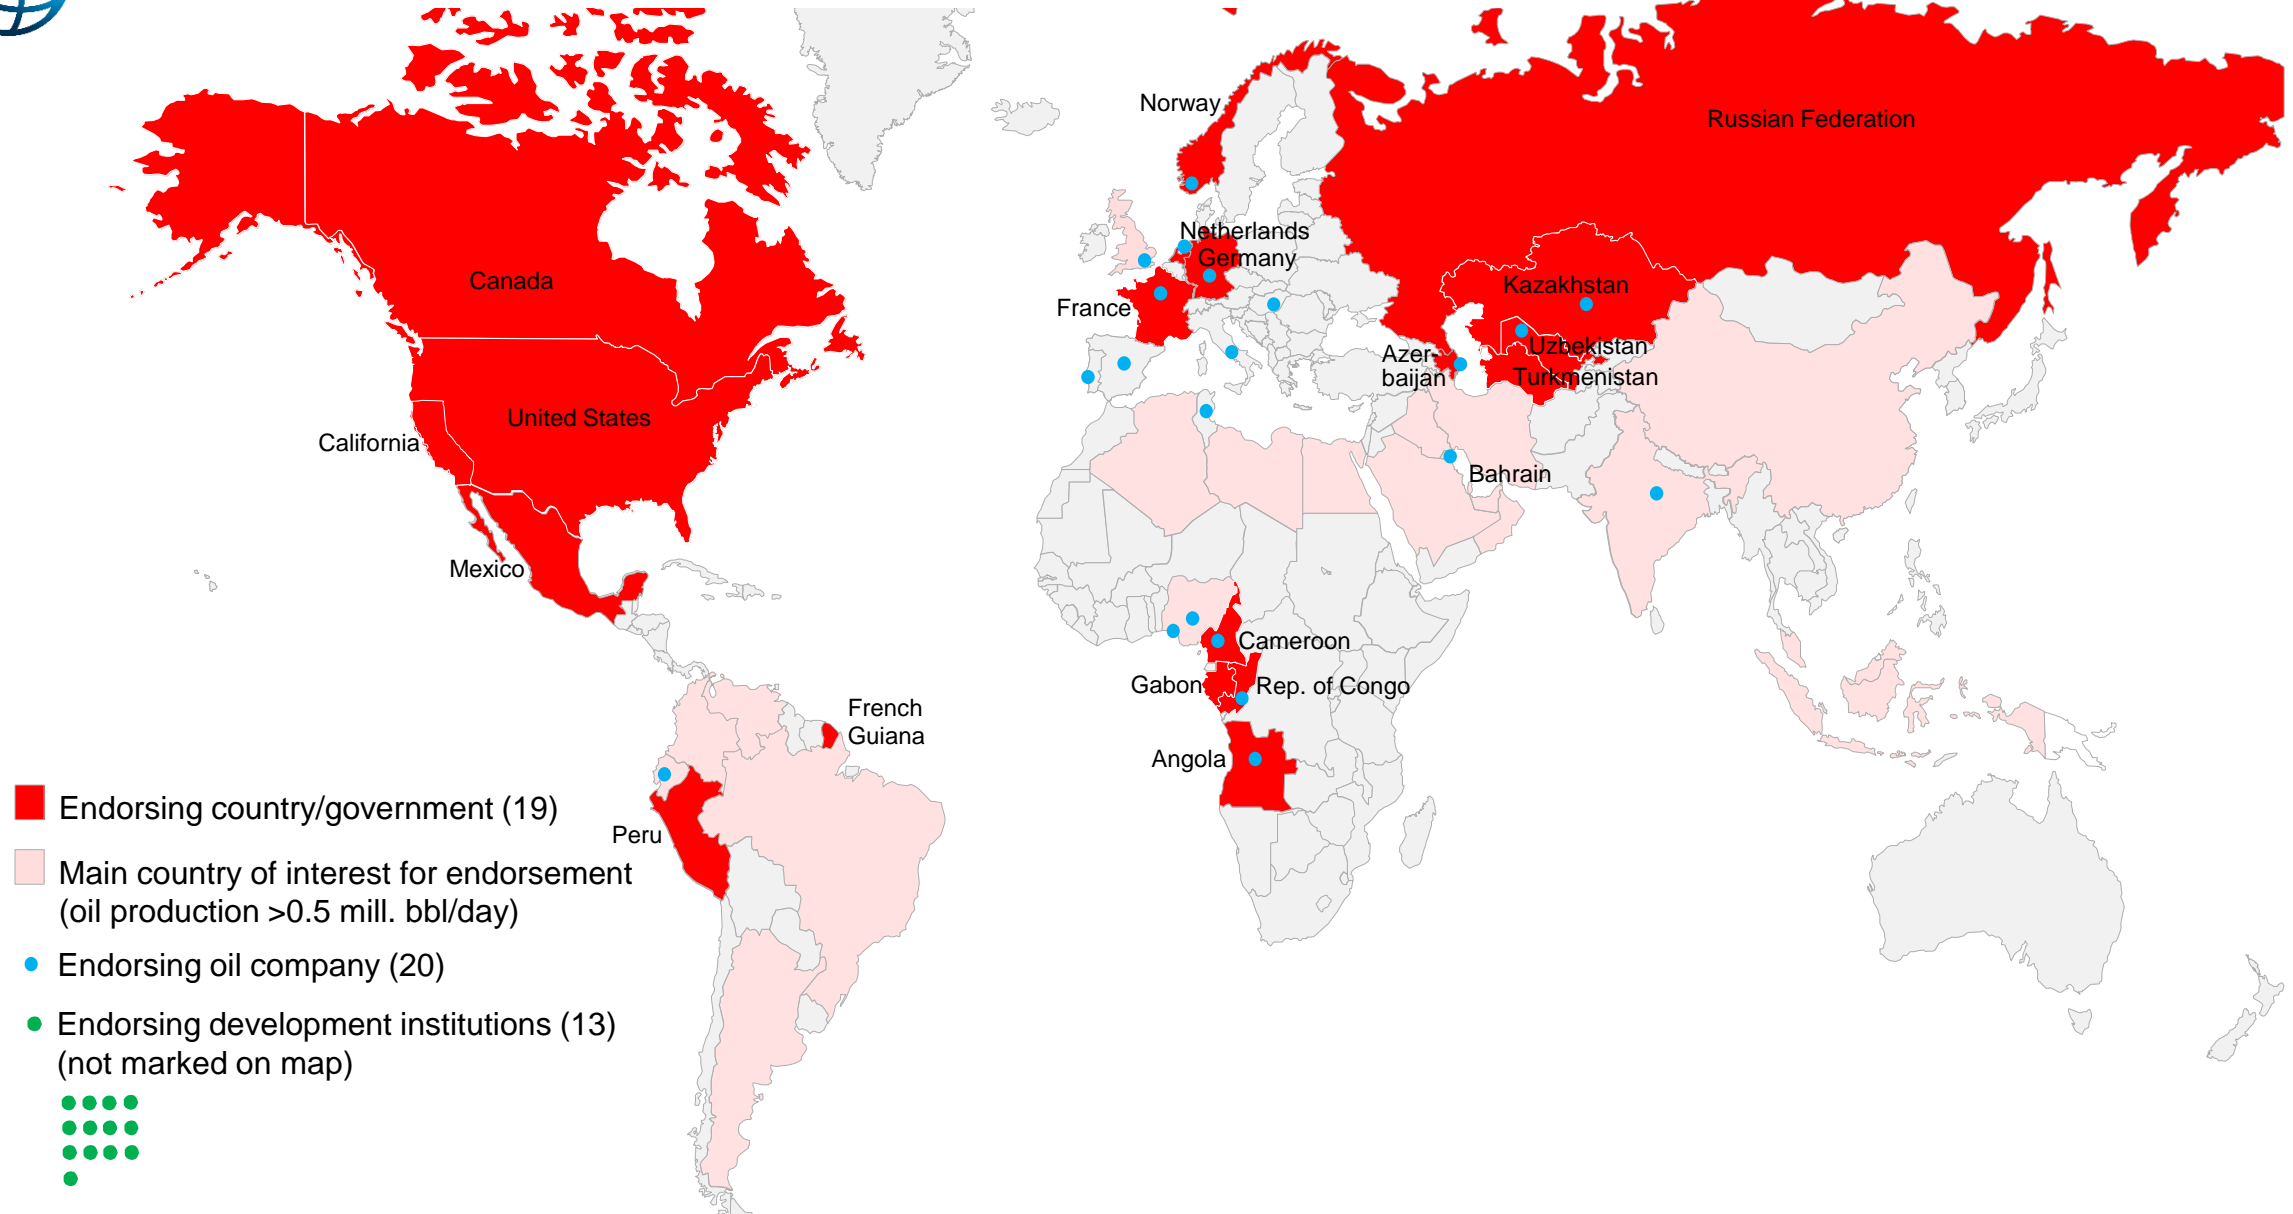 Norway
Russian Federation
Netherlands
Germany
Canada
Kazakhstan
France
Uzbekistan
Azer-
baijan
Turkmenistan
United States
California
Bahrain
Mexico
Cameroon
Gabon
Rep. of Congo
French
Guiana
Angola
Peru
Endorsing country/government (19)
Main country of interest for endorsement
(oil production >0.5 mill. bbl/day)
Endorsing oil company (20)
Endorsing development institutions (13)
(not marked on map)